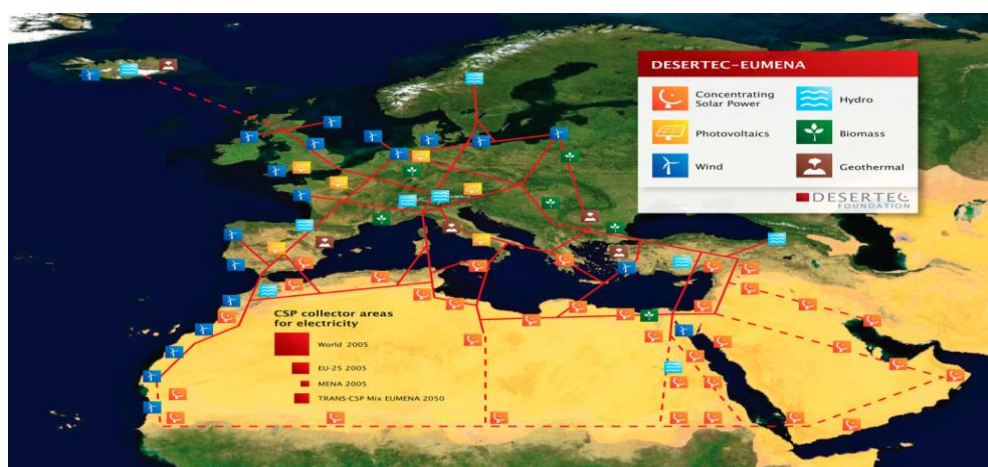 DESERTEC-EUMENA
Concentrating
Solar Power
Hydro
Photovoltaics
Biomass
Wind
Geothermal
DESERTEC
FOUNDATION
CSP collector areas
for electricity
World 2005
EU-25 2005
MENA 2005
TRANS-CSP Mix EUMENA 2050